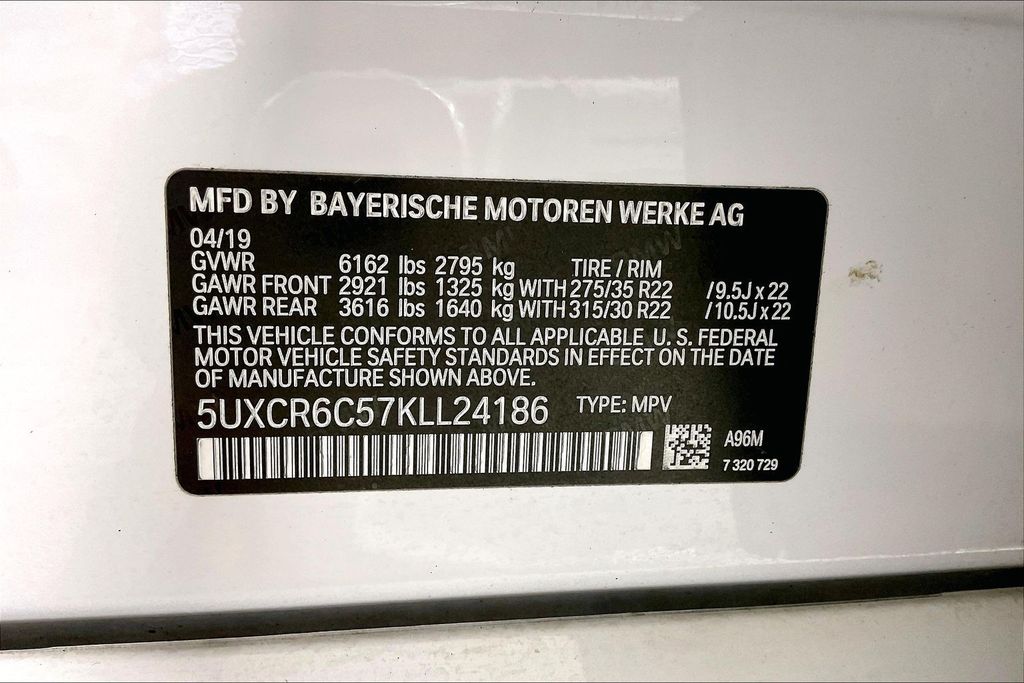 MFD BY BAYERISCHE MOTOREN WERKE AG
04/19
GVWR 6162 lbs 2795 kg TIRE / RIM
GAWR FRONT 2921 lbs 1325 kg WITH 275/35 R22 /9.5J x 22
GAWR REAR 3616 lbs 1640 kg WITH 315/30 R22 /10.5J x 22
THIS VEHICLE CONFORMS TO ALL APPLICABLE U. S. FEDERAL
MOTOR VEHICLE SAFETY STANDARDS IN EFFECT ON THE DATE
OF MANUFACTURE SHOWN ABOVE.
5UXCR6C57KLL24186 TYPE: MPV
A96M
7 320 729